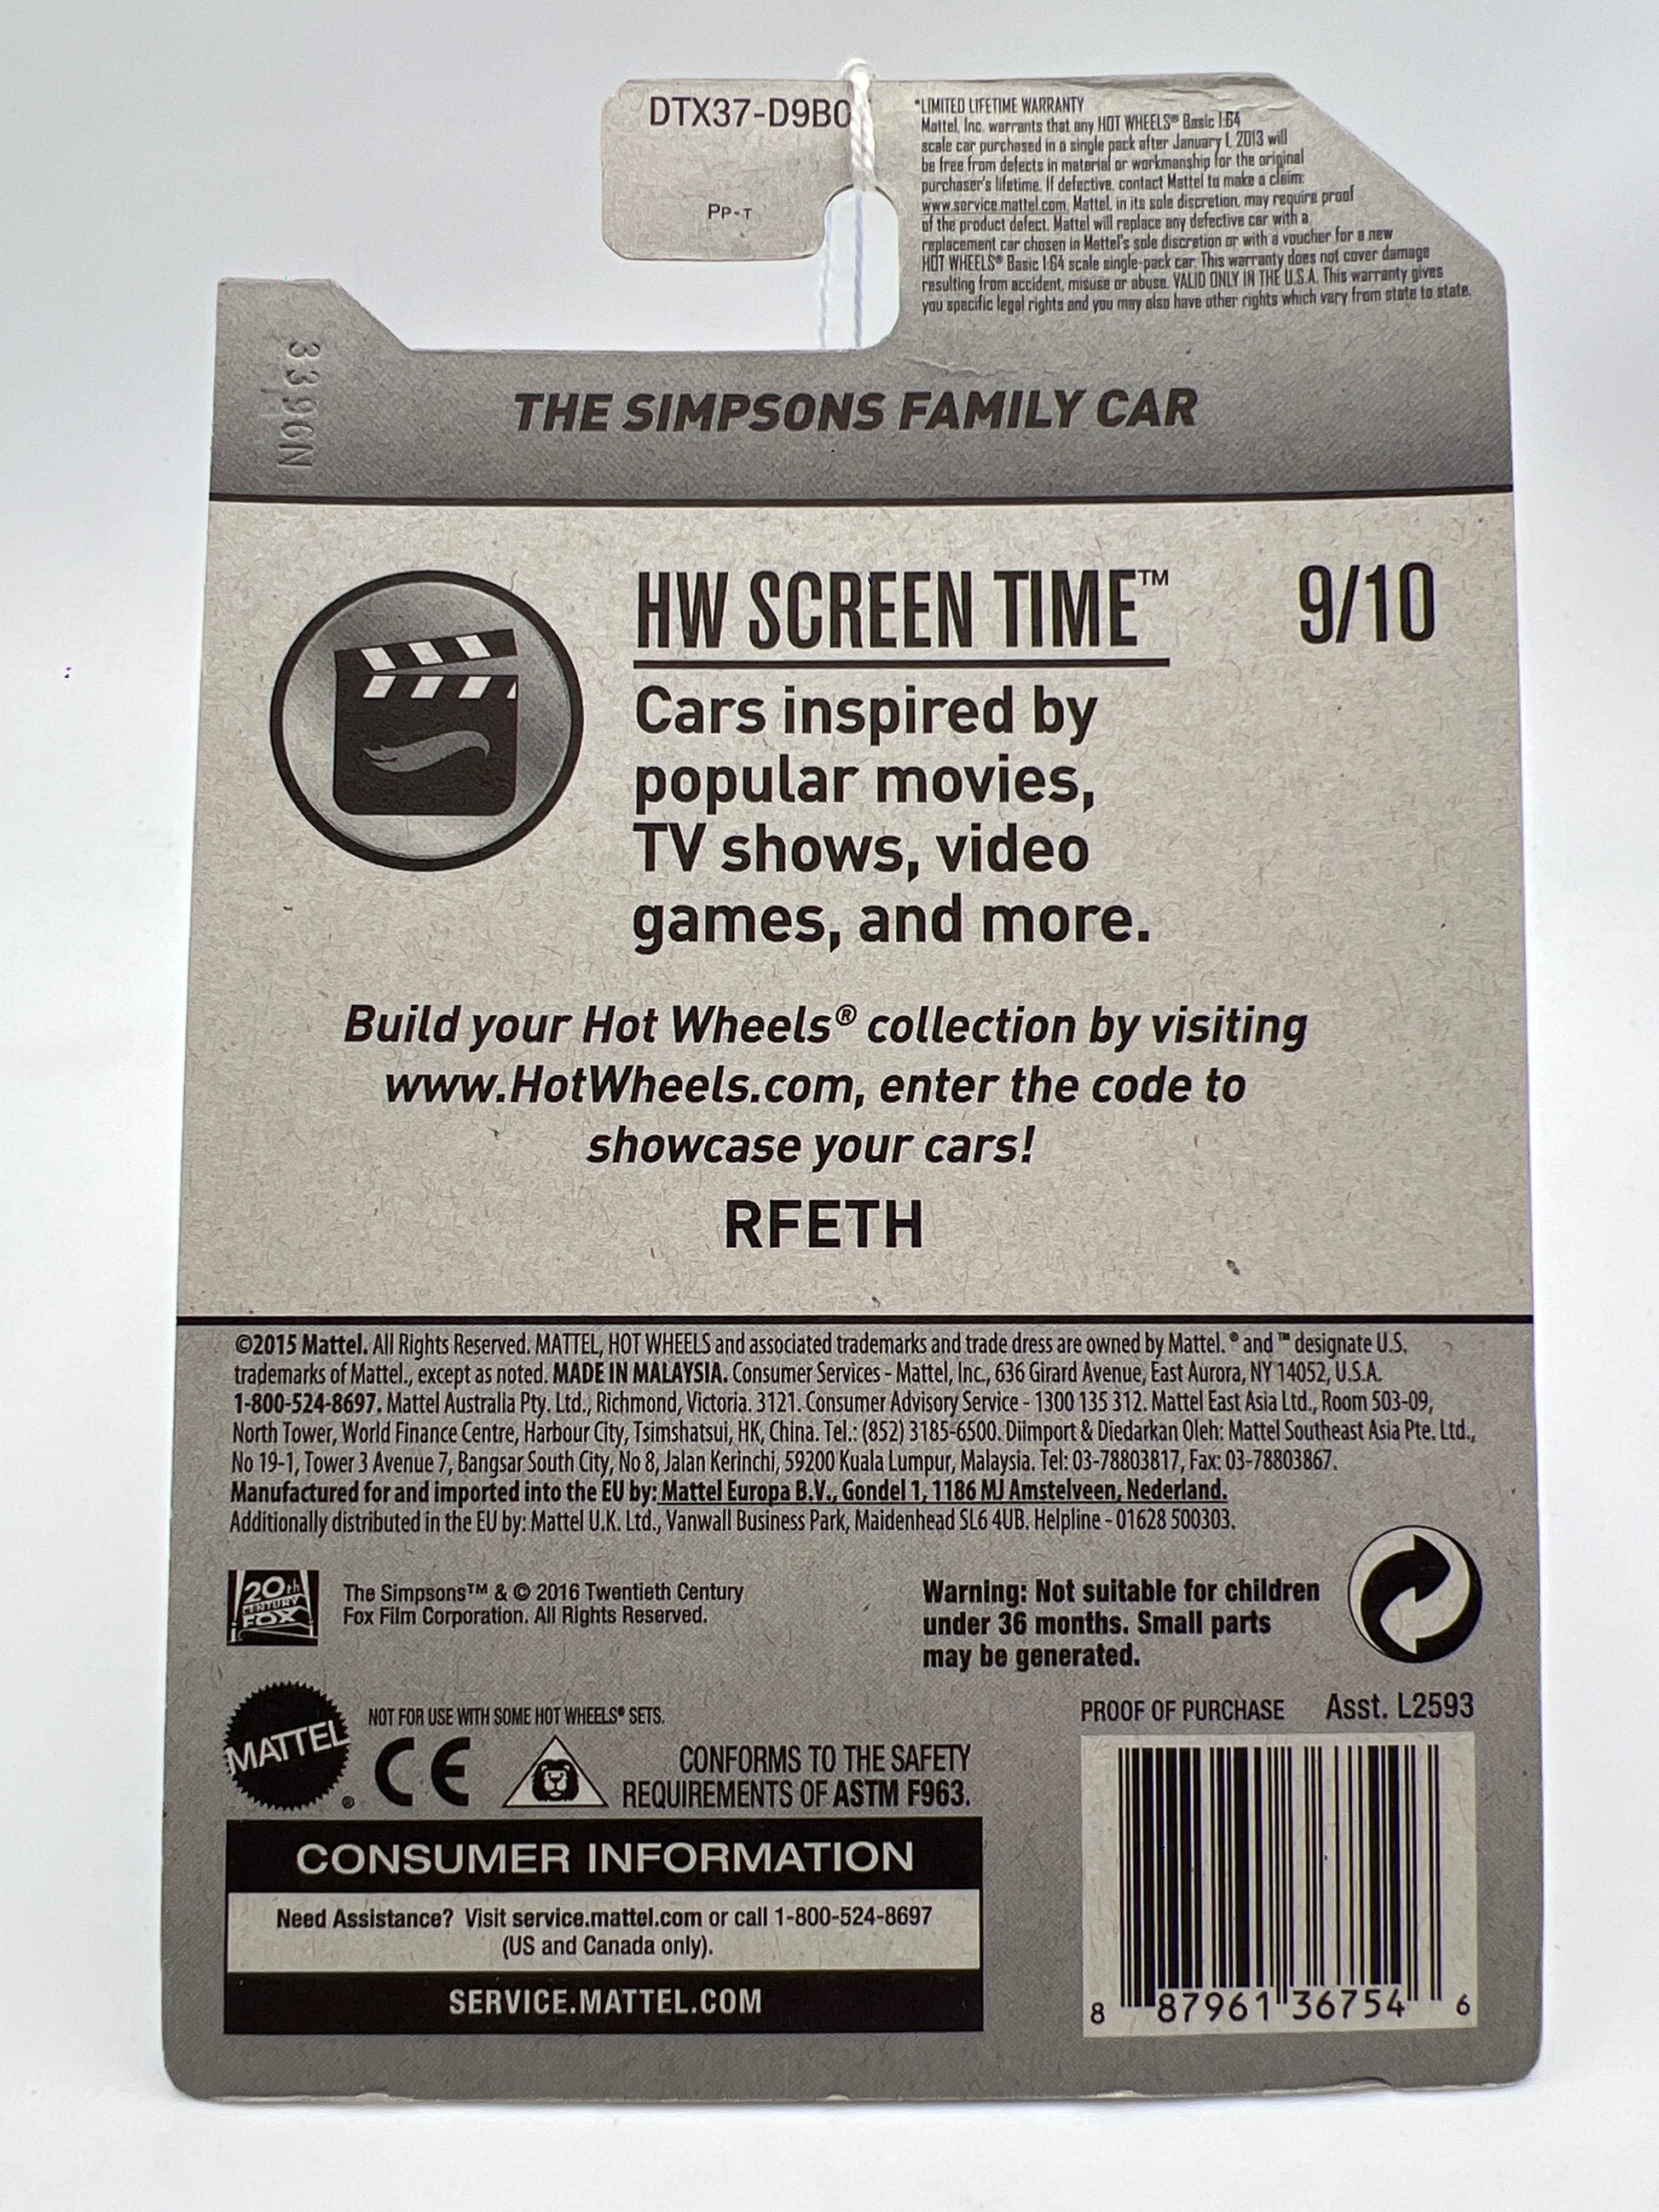 DTX37-D9B0
Pp-T
*LIMITED LIFETIME WARRANTY
Mattel, Inc. warrants that any HOT WHEELS® Basic 1:64
scale car purchased in a single pack after January 1, 2013 will
be free from defects in material or workmanship for the original
purchaser's lifetime. If defective, contact Mattel to make a claim:
www.service.mattel.com. Mattel, in its sole discretion, may require proof
of the product defect. Mattel will replace any defective car with a
replacement car chosen in Mattel's sole discretion or with a voucher for a new
HOT WHEELS® Basic 1:64 scale single-pack car. This warranty does not cover damage
resulting from accident, misuse or abuse. VALID ONLY IN THE U.S.A. This warranty gives
you specific legal rights and you may also have other rights which vary from state to state.
THE SIMPSONS FAMILY CAR
HW SCREEN TIME™ 9/10
Cars inspired by
popular movies,
TV shows, video
games, and more.
Build your Hot Wheels® collection by visiting
www.HotWheels.com, enter the code to
showcase your cars!
RFETH
©2015 Mattel. All Rights Reserved. MATTEL, HOT WHEELS and associated trademarks and trade dress are owned by Mattel. ® and ™ designate U.S.
trademarks of Mattel., except as noted. MADE IN MALAYSIA. Consumer Services - Mattel, Inc., 636 Girard Avenue, East Aurora, NY 14052, U.S.A.
1-800-524-8697. Mattel Australia Pty. Ltd., Richmond, Victoria. 3121. Consumer Advisory Service - 1300 135 312. Mattel East Asia Ltd., Room 503-09,
North Tower, World Finance Centre, Harbour City, Tsimshatsui, HK, China. Tel.: (852) 3185-6500. Diimport & Diedarkan Oleh: Mattel Southeast Asia Pte. Ltd.,
No 19-1, Tower 3 Avenue 7, Bangsar South City, No 8, Jalan Kerinchi, 59200 Kuala Lumpur, Malaysia. Tel: 03-78803817, Fax: 03-78803867.
Manufactured for and imported into the EU by: Mattel Europa B.V., Gondel 1, 1186 MJ Amstelveen, Nederland.
Additionally distributed in the EU by: Mattel U.K. Ltd., Vanwall Business Park, Maidenhead SL6 4UB. Helpline - 01628 500303.
20th
CENTURY
FOX
The Simpsons™ & © 2016 Twentieth Century
Fox Film Corporation. All Rights Reserved.
Warning: Not suitable for children
under 36 months. Small parts
may be generated.
MATTEL®
NOT FOR USE WITH SOME HOT WHEELS® SETS.
CE
CONFORMS TO THE SAFETY
REQUIREMENTS OF ASTM F963.
PROOF OF PURCHASE Asst. L2593
8 87961 36754 6
CONSUMER INFORMATION
Need Assistance? Visit service.mattel.com or call 1-800-524-8697
(US and Canada only).
SERVICE.MATTEL.COM